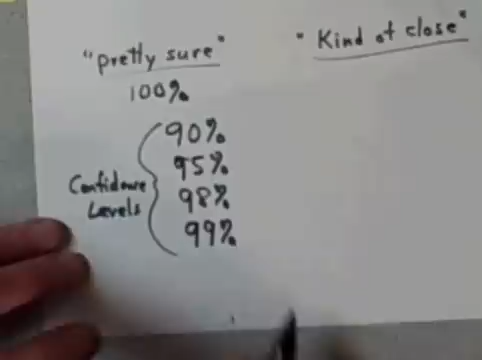 "pretty sure"
"Kind of close"
100%
90%
95%
98%
99%
Confidence
Levels